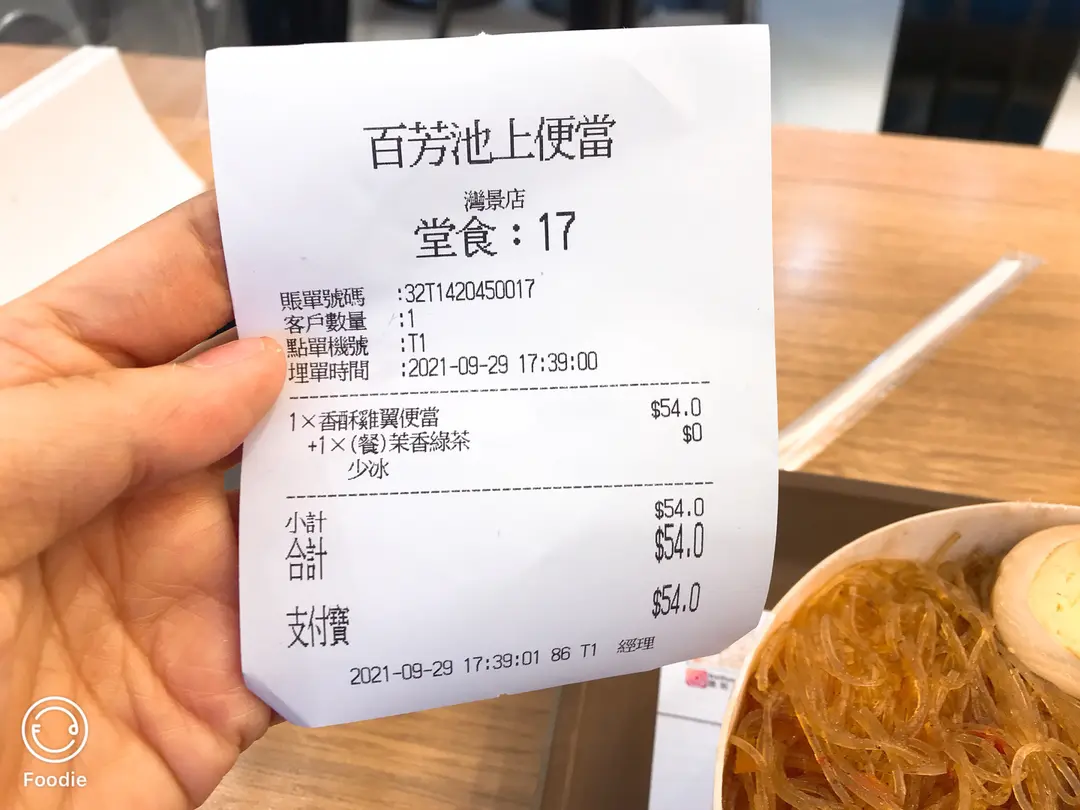 百芳池上便當
灣景店
堂食：17
賬單號碼 :32T1420450017
客戶數量 :1
點單機號 :T1
埋單時間 :2021-09-29 17:39:00
1×香酥雞翼便當 $54.0
+1×(餐)茉香綠茶 $0
少冰
小計 $54.0
合計 $54.0
支付寶 $54.0
2021-09-29 17:39:01 86 T1 經理
Foodie